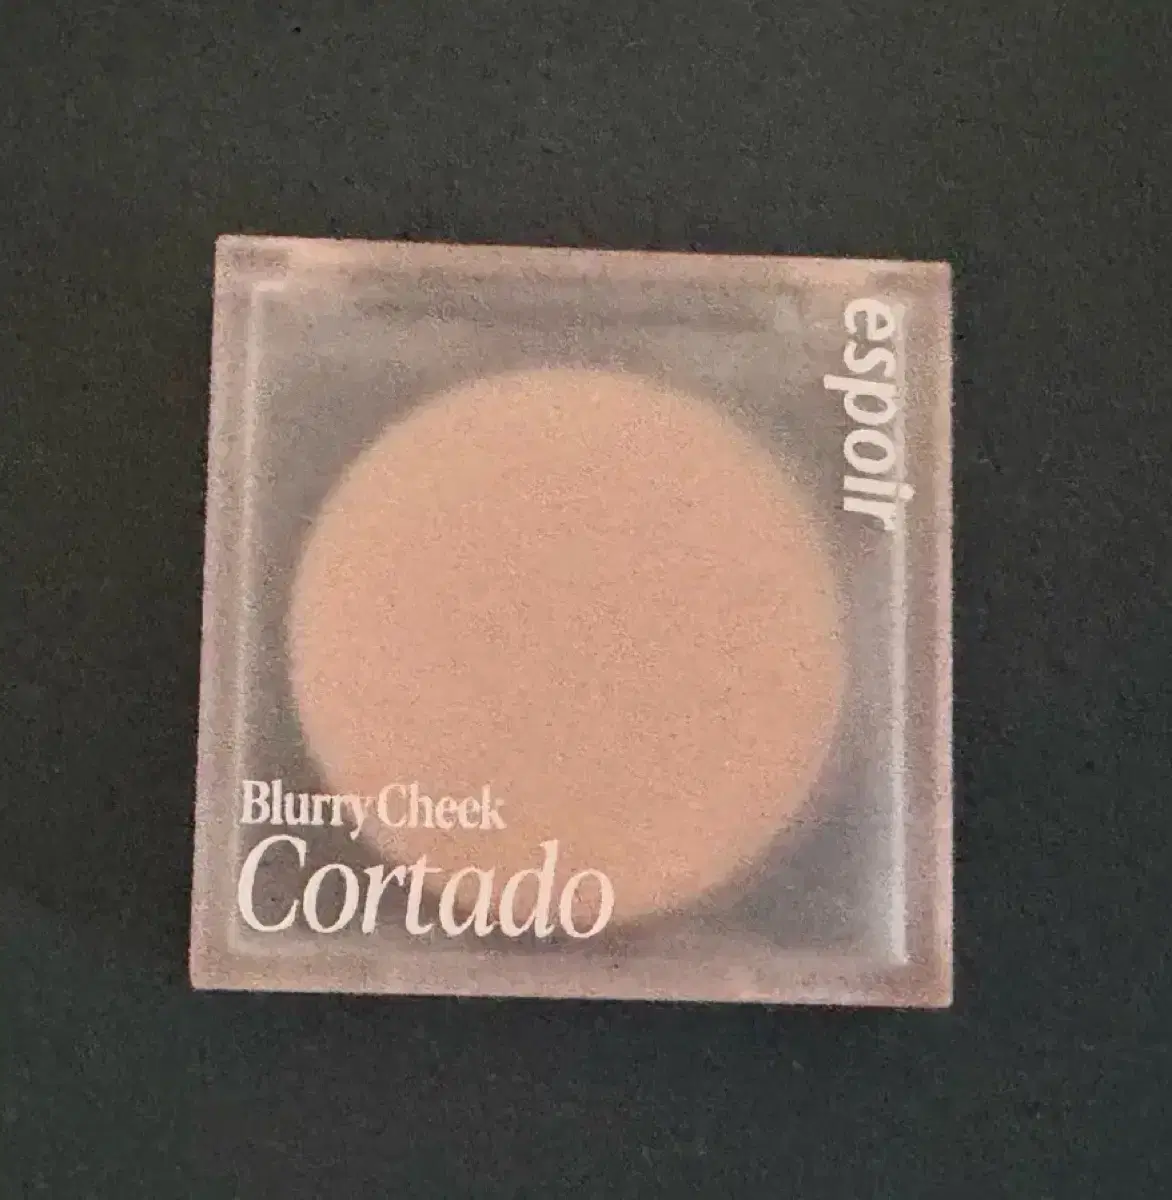 espoir
Blurry Cheek
Cortado